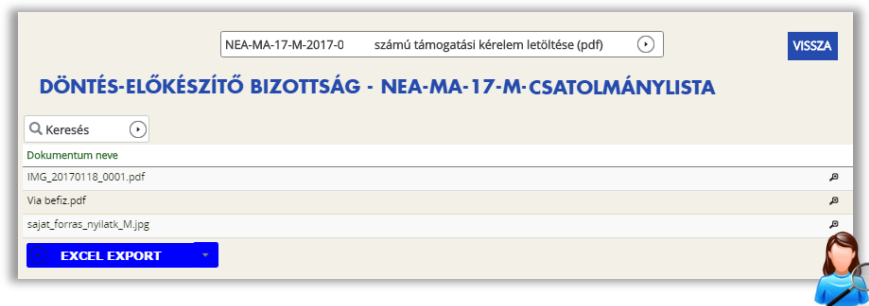 NEA-MA-17-M-2017-0 számú támogatási kérelem letöltése (pdf)
VISSZA
DÖNTÉS-ELŐKÉSZÍTŐ BIZOTTSÁG - NEA-MA-17-M-CSATOLMÁNYLISTA
Keresés
Dokumentum neve
IMG_20170118_0001.pdf
Via befiz.pdf
sajat_forras_nyilatk_M.jpg
EXCEL EXPORT